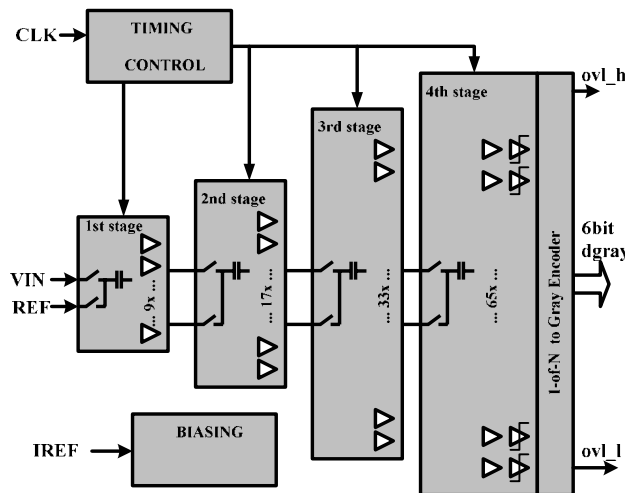 CLK
TIMING
CONTROL
4th stage
ovl_h
3rd stage
2nd stage
1st stage
VIN
REF
... 9x ...
... 17x ...
... 33x ...
... 65x ...
1-of-N to Gray Encoder
6bit
dgray
IREF
BIASING
ovl_l